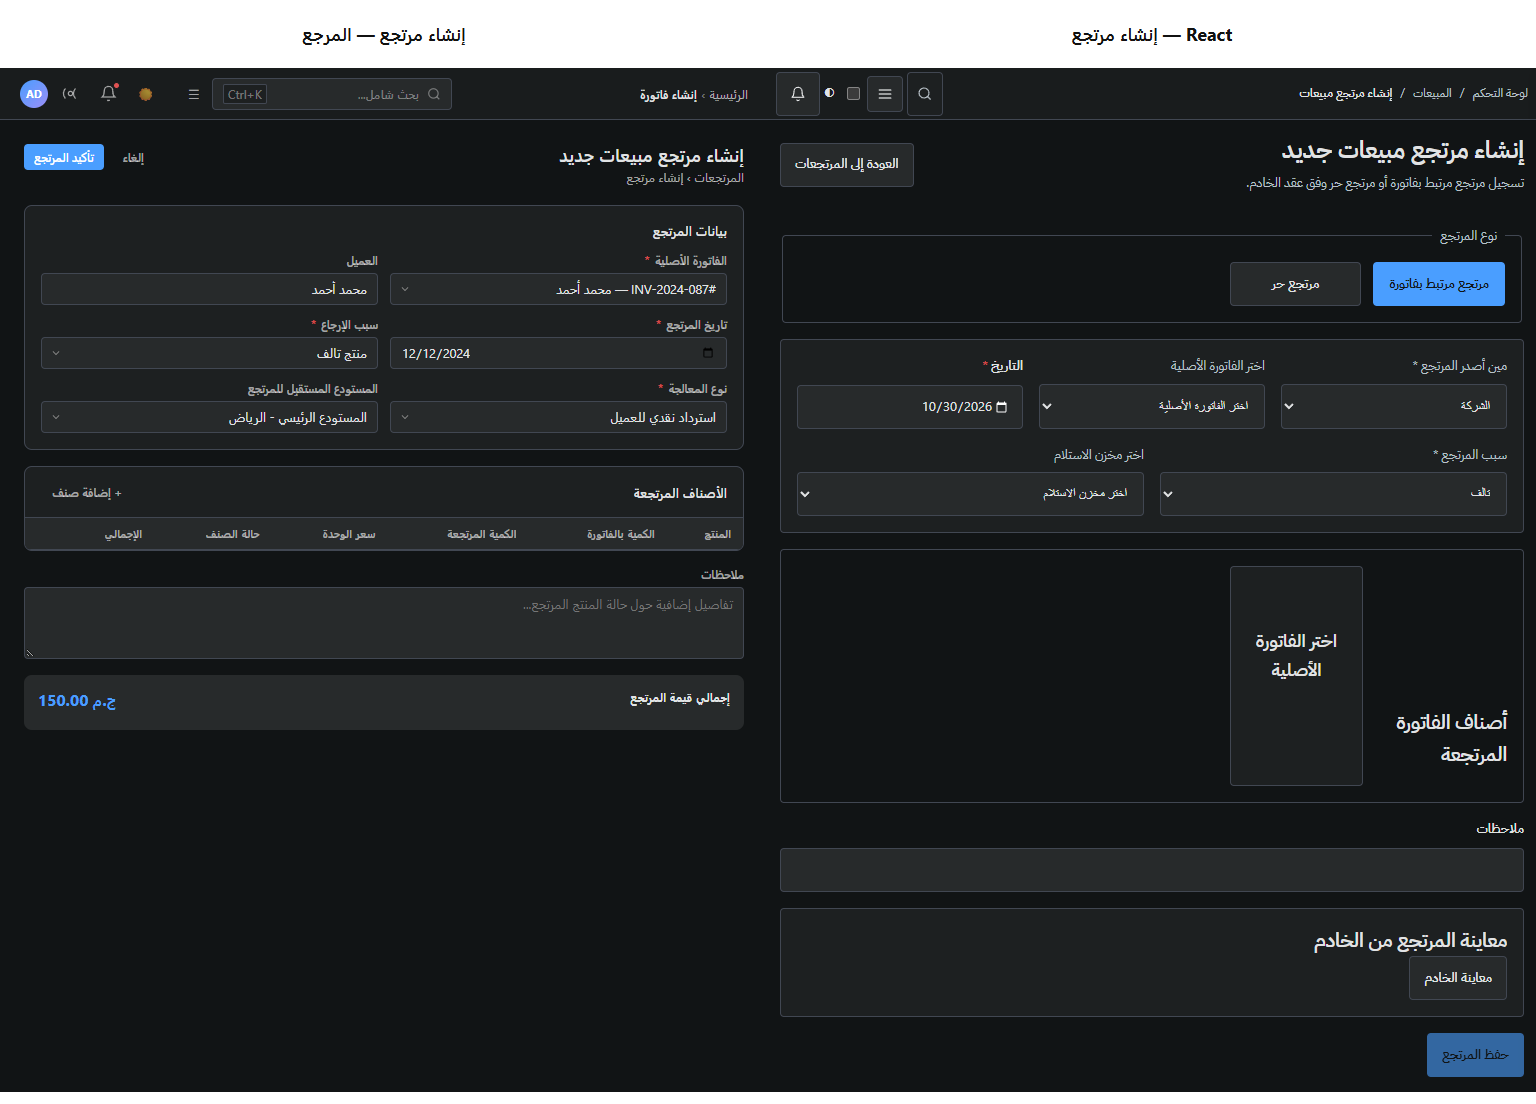 React — إنشاء مرتجع
لوحة التحكم / المبيعات / إنشاء مرتجع مبيعات
إنشاء مرتجع مبيعات جديد
تسجيل مرتجع مرتبط بفاتورة أو مرتجع حر وفق عقد الخادم.
العودة إلى المرتجعات
نوع المرتجع
مرتجع مرتبط بفاتورة
مرتجع حر
مين أصدر المرتجع *
اختر الفاتورة الأصلية
التاريخ *
الشركة
اختر الفاتورة الأصلية
10/30/2026
سبب المرتجع *
اختر مخزن الاستلام
تالف
اختر مخزن الاستلام
أصناف الفاتورة
المرتجعة
اختر الفاتورة
الأصلية
ملاحظات
معاينة المرتجع من الخادم
معاينة الخادم
حفظ المرتجع
إنشاء مرتجع — المرجع
الرئيسية › إنشاء فاتورة
بحث شامل...
Ctrl+K
AD
إنشاء مرتجع مبيعات جديد
المرتجعات › إنشاء مرتجع
إلغاء
تأكيد المرتجع
بيانات المرتجع
الفاتورة الأصلية *
العميل
#INV-2024-087 — محمد أحمد
محمد أحمد
تاريخ المرتجع *
سبب الإرجاع *
12/12/2024
منتج تالف
نوع المعالجة *
المستودع المستقبل للمرتجع
استرداد نقدي للعميل
المستودع الرئيسي - الرياض
الأصناف المرتجعة
+ إضافة صنف
المنتج
الكمية بالفاتورة
الكمية المرتجعة
سعر الوحدة
حالة الصنف
الإجمالي
ملاحظات
تفاصيل إضافية حول حالة المنتج المرتجع...
إجمالي قيمة المرتجع
ج.م 150.00